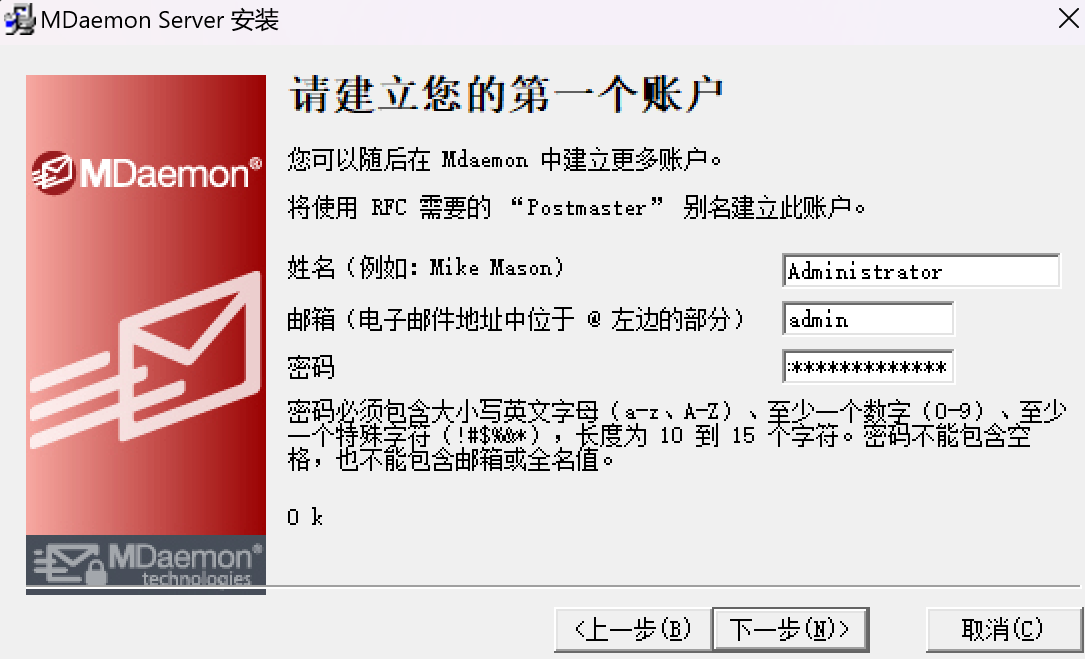 MDaemon Server 安装
MDaemon®
请建立您的第一个账户
您可以随后在 Mdaemon 中建立更多账户。
将使用 RFC 需要的 “Postmaster” 别名建立此账户。
姓名（例如：Mike Mason）
Administrator
邮箱（电子邮件地址中位于 @ 左边的部分）
admin
密码
:*************
密码必须包含大小写英文字母（a-z、A-Z）、至少一个数字（0-9）、至少
一个特殊字符（!#$%&*），长度为 10 到 15 个字符。密码不能包含空
格，也不能包含邮箱或全名值。
0 k
MDaemon®
technologies
<上一步(B)
下一步(N)>
取消(C)